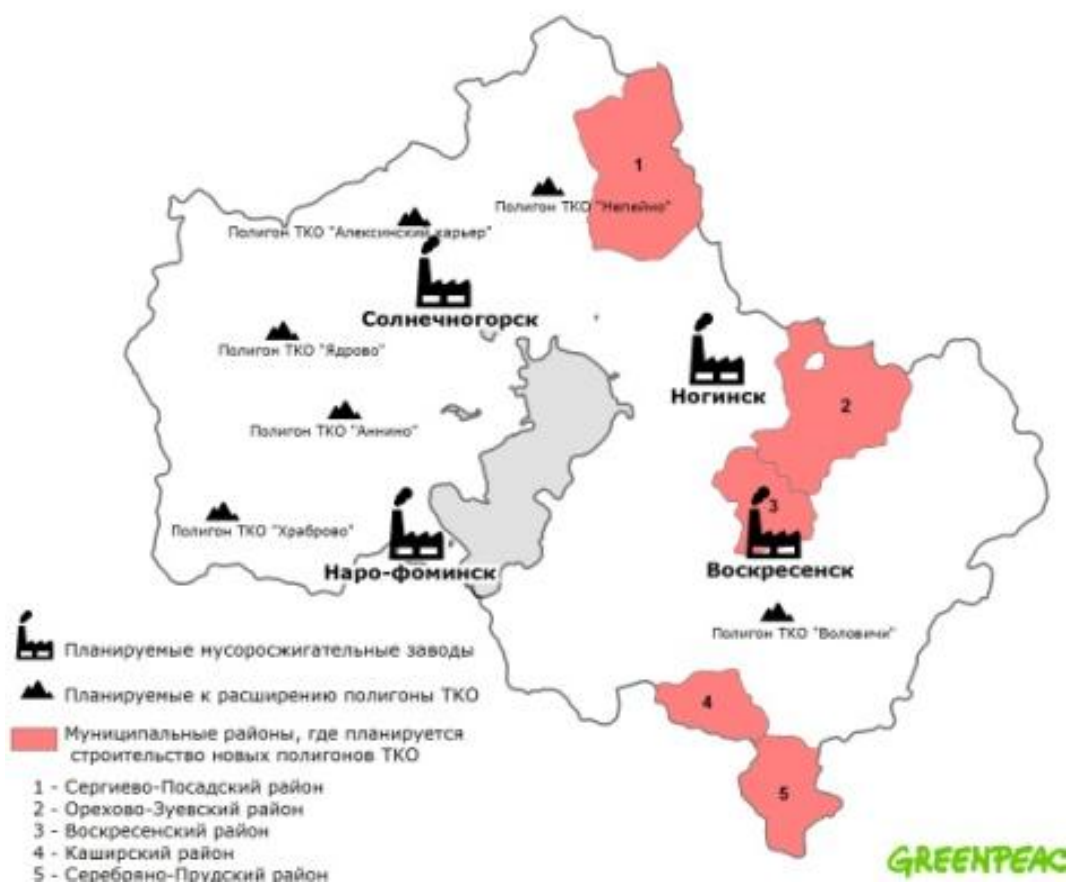 1
Полигон ТКО "Непейно"
Полигон ТКО "Алексинский карьер"
Солнечногорск
Полигон ТКО "Ядрово"
Ногинск
2
Полигон ТКО "Аннино"
3
Полигон ТКО "Храброво"
Наро-фоминск
Воскресенск
Полигон ТКО "Воловичи"
Планируемые мусоросжигательные заводы
Планируемые к расширению полигоны ТКО
4
Муниципальные районы, где планируется
строительство новых полигонов ТКО
5
1 - Сергиево-Посадский район
2 - Орехово-Зуевский район
3 - Воскресенский район
4 - Каширский район
5 - Серебряно-Прудский район
GREENPEAC